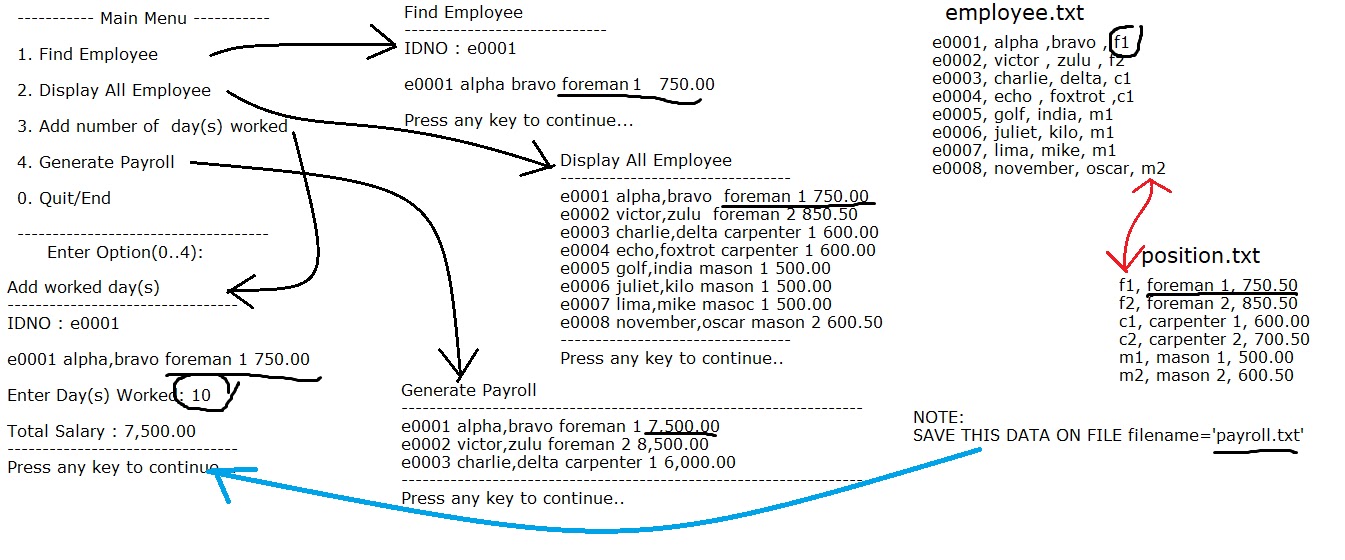 ----------- Main Menu -----------
1. Find Employee
2. Display All Employee
3. Add number of  day(s) worked
4. Generate Payroll
0. Quit/End
------------------------------------
Enter Option(0..4):
Add worked day(s)
---------------------------------
IDNO : e0001
e0001 alpha,bravo foreman 1 750.00
Enter Day(s) Worked: 10
Total Salary : 7,500.00
---------------------------------
Press any key to continue
Find Employee
-----------------------------
IDNO : e0001
e0001 alpha bravo foreman 1   750.00
Press any key to continue...
Display All Employee
---------------------------------
e0001 alpha,bravo  foreman 1 750.00
e0002 victor,zulu  foreman 2 850.50
e0003 charlie,delta carpenter 1 600.00
e0004 echo,foxtrot carpenter 1 600.00
e0005 golf,india mason 1 500.00
e0006 juliet,kilo mason 1 500.00
e0007 lima,mike masoc 1 500.00
e0008 november,oscar mason 2 600.50
---------------------------------
Press any key to continue..
Generate Payroll
------------------------------------------------------------------
e0001 alpha,bravo foreman 1 7,500.00
e0002 victor,zulu foreman 2 8,500.00
e0003 charlie,delta carpenter 1 6,000.00
------------------------------------------------------------------
Press any key to continue..
employee.txt
e0001, alpha ,bravo , f1
e0002, victor , zulu , f2
e0003, charlie, delta, c1
e0004, echo , foxtrot ,c1
e0005, golf, india, m1
e0006, juliet, kilo, m1
e0007, lima, mike, m1
e0008, november, oscar, m2
position.txt
f1, foreman 1, 750.50
f2, foreman 2, 850.50
c1, carpenter 1, 600.00
c2, carpenter 2, 700.50
m1, mason 1, 500.00
m2, mason 2, 600.50
NOTE:
SAVE THIS DATA ON FILE filename='payroll.txt'